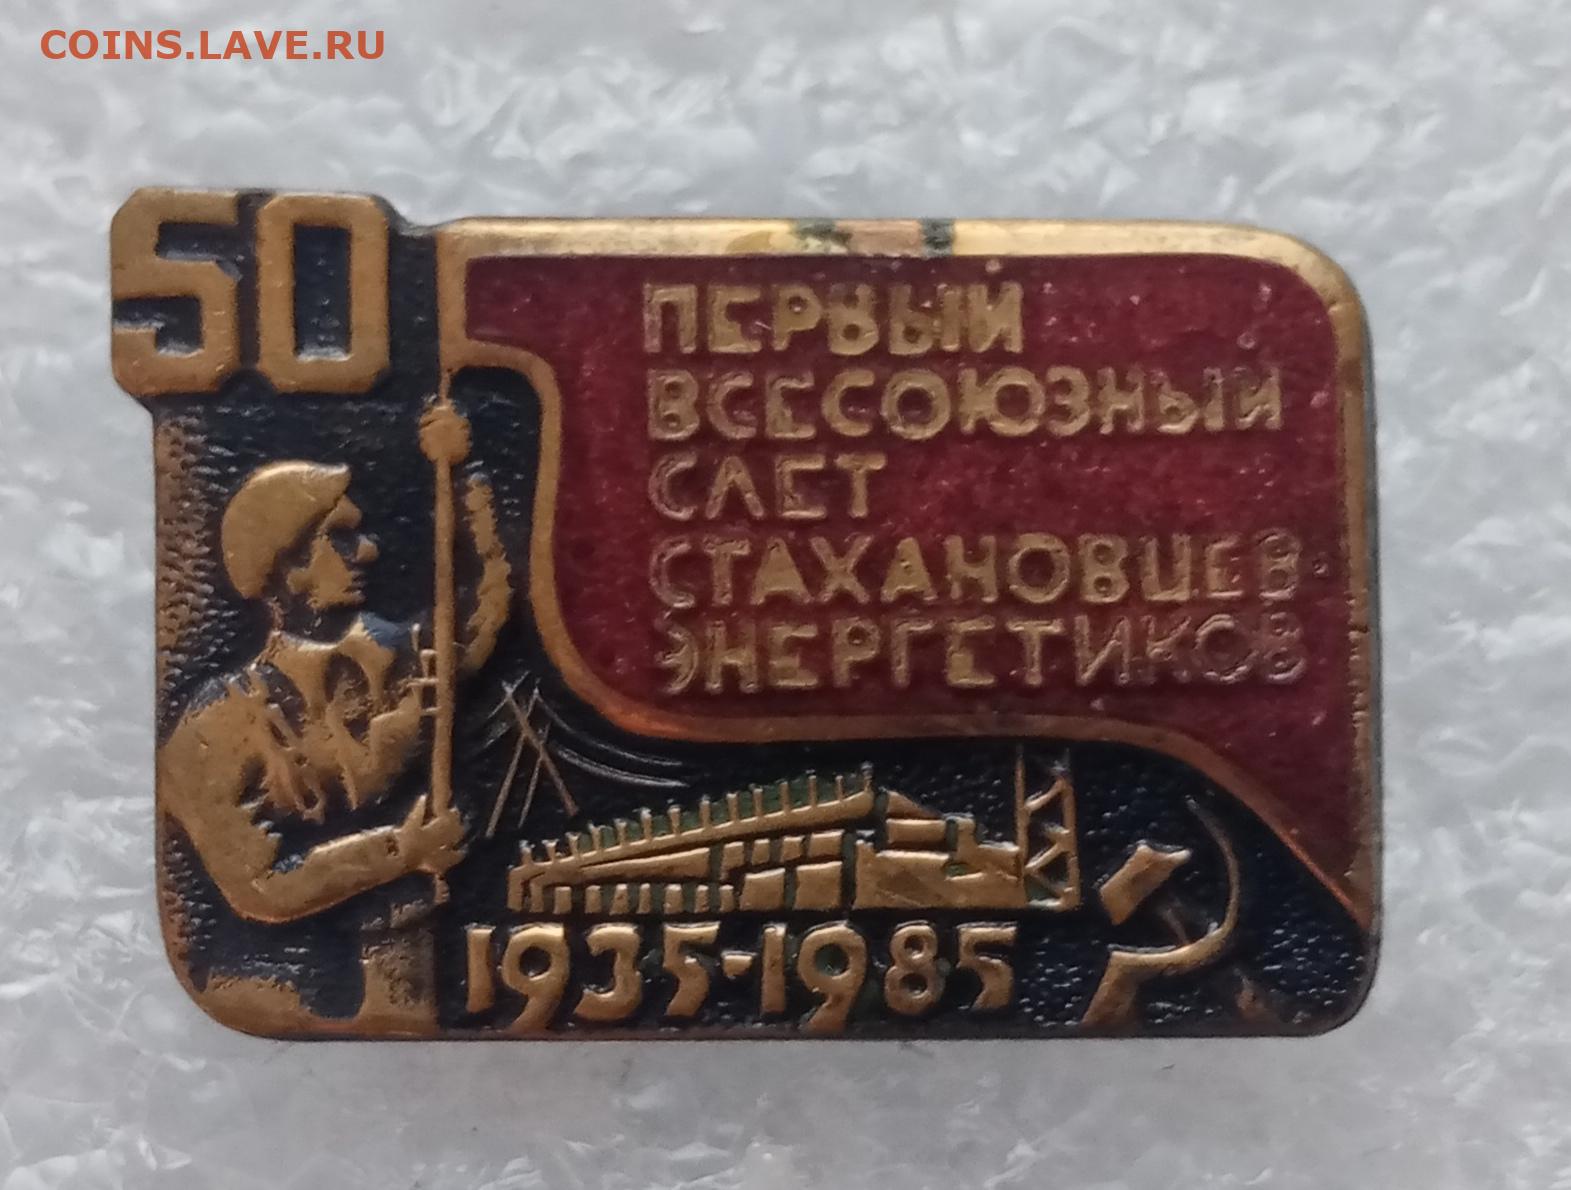 COINS.LAVE.RU
50
ПЕРВЫЙ
ВСЕСОЮЗНЫЙ
СЛЕТ
СТАХАНОВЦЕВ
ЭНЕРГЕТИКОВ
1935-1985